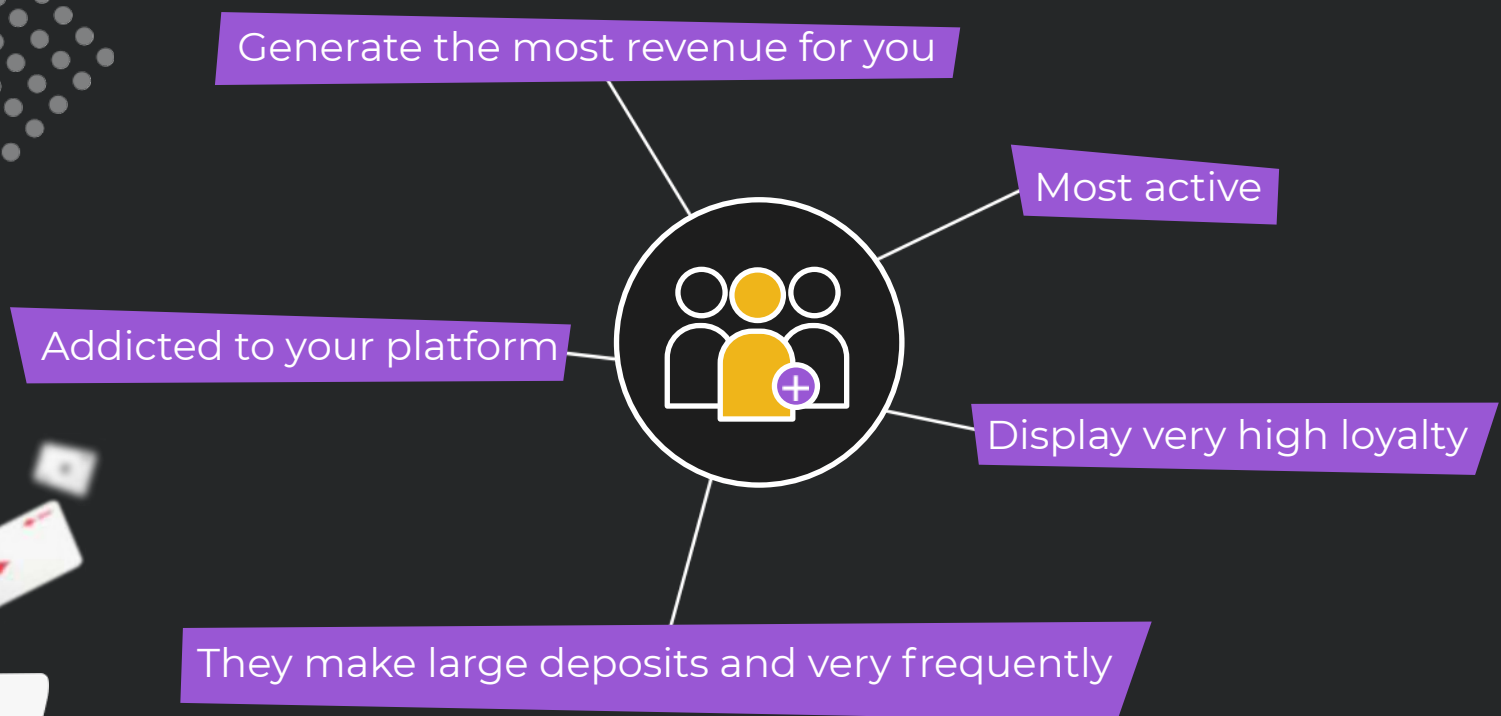 Generate the most revenue for you
Most active
Addicted to your platform
Display very high loyalty
They make large deposits and very frequently